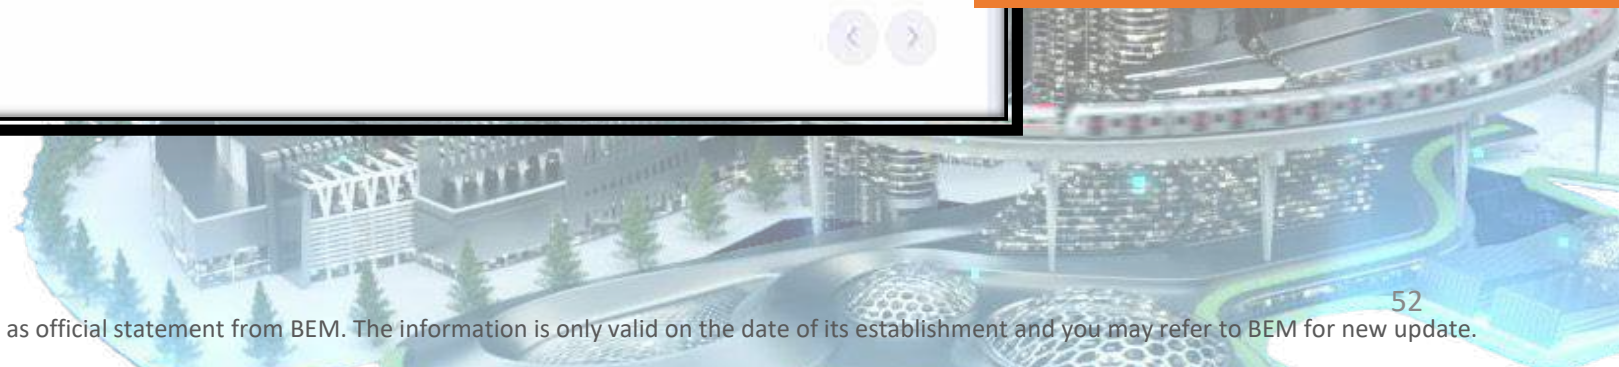 52
as official statement from BEM. The information is only valid on the date of its establishment and you may refer to BEM for new update.